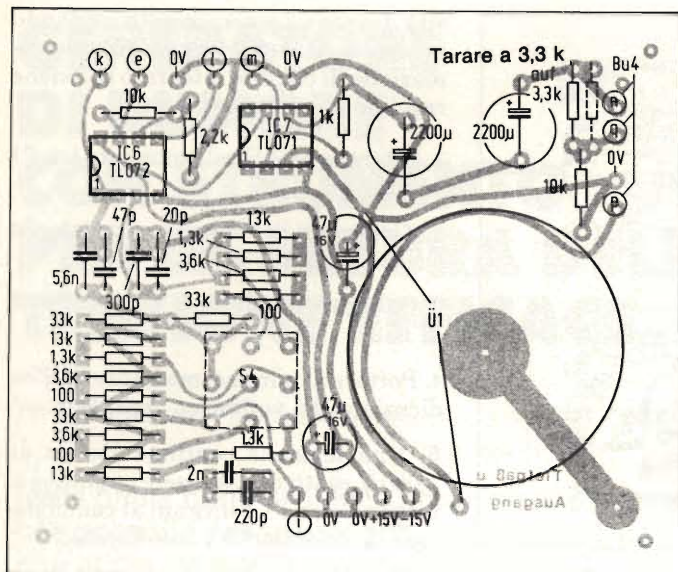 k e 0V l m 0V
Tarare a 3,3 k
auf
3,3k
Bu4
10k
2,2k
IC6
TL072
1
IC7
TL071
1
1k
2200µ
2200µ
10k
0V
47p
20p
5,6n
300p
13k
1,3k
3,6k
100
47µ
16V
Ü1
33k
33k
13k
1,3k
3,6k
100
33k
3,6k
100
13k
S4
1,3k
2n
220p
47µ
16V
i 0V 0V +15V -15V
Tiefpaß u
Ausgang